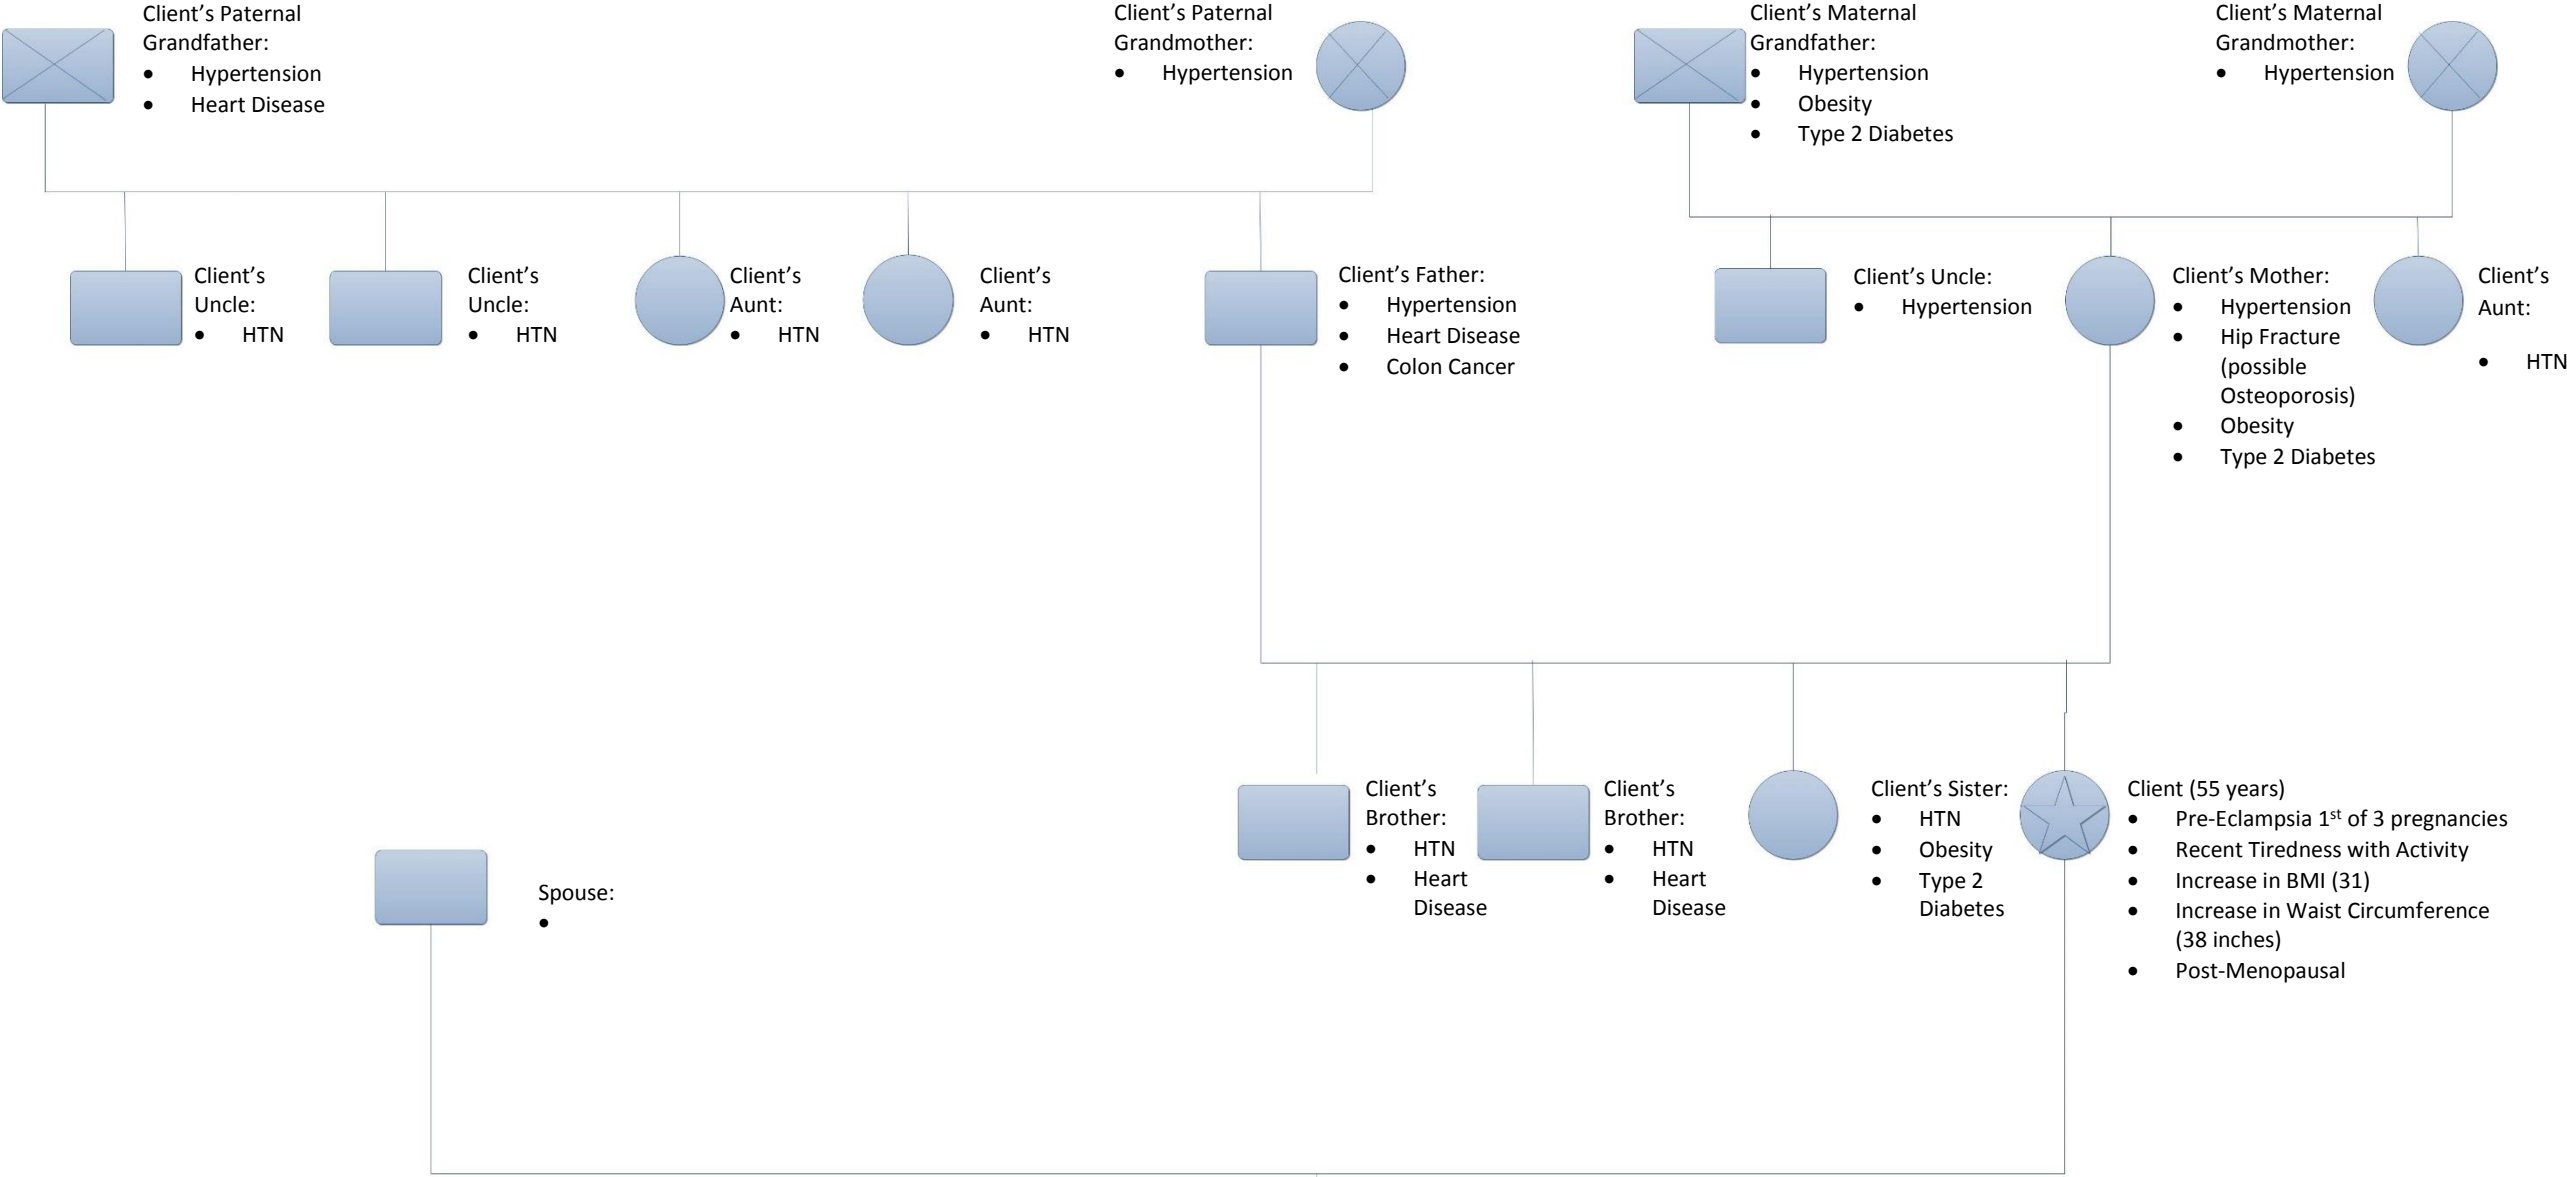 Client’s Paternal
Grandfather:
• Hypertension
• Heart Disease
Client’s Paternal
Grandmother:
• Hypertension
Client’s Maternal
Grandfather:
• Hypertension
• Obesity
• Type 2 Diabetes
Client’s Maternal
Grandmother:
• Hypertension
Client’s
Uncle:
• HTN
Client’s
Uncle:
• HTN
Client’s
Aunt:
• HTN
Client’s
Aunt:
• HTN
Client’s Father:
• Hypertension
• Heart Disease
• Colon Cancer
Client’s Uncle:
• Hypertension
Client’s Mother:
• Hypertension
• Hip Fracture
(possible
Osteoporosis)
• Obesity
• Type 2 Diabetes
Client’s
Aunt:
• HTN
Client’s
Brother:
• HTN
• Heart
Disease
Client’s
Brother:
• HTN
• Heart
Disease
Client’s Sister:
• HTN
• Obesity
• Type 2
Diabetes
Client (55 years)
• Pre-Eclampsia 1st of 3 pregnancies
• Recent Tiredness with Activity
• Increase in BMI (31)
• Increase in Waist Circumference
(38 inches)
• Post-Menopausal
Spouse:
•